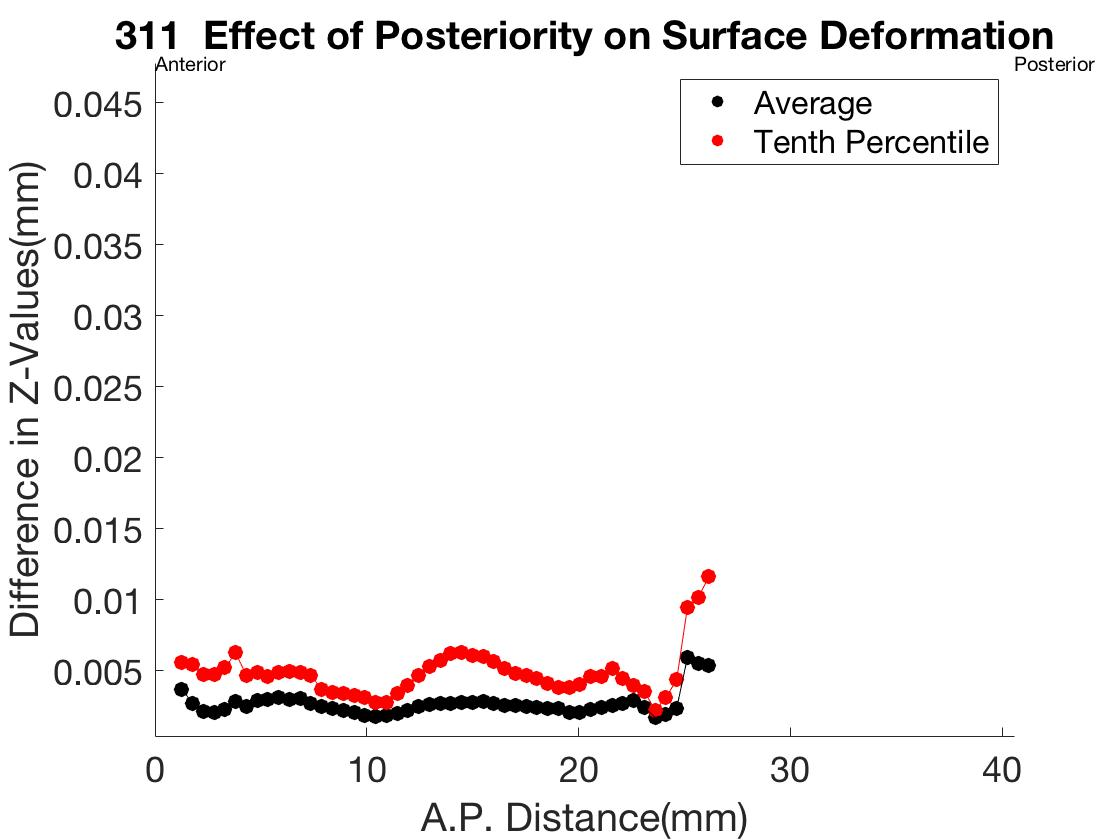 311  Effect of Posteriority on Surface Deformation
Anterior
Posterior
Average
Tenth Percentile
0.045
0.04
0.035
0.03
0.025
0.02
0.015
0.01
0.005
Difference in Z-Values(mm)
0
10
20
30
40
A.P. Distance(mm)